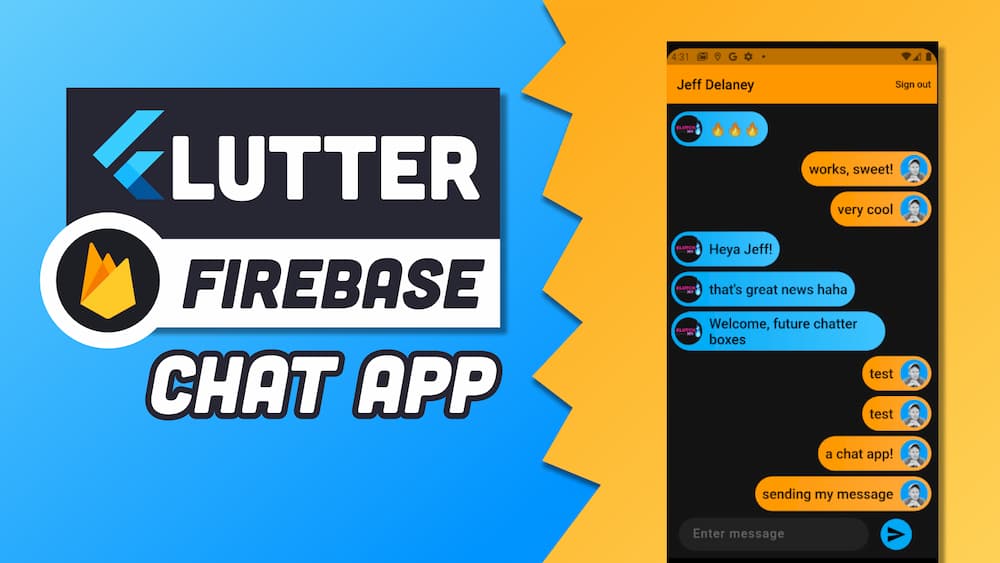 FLUTTER
FIREBASE
CHAT APP
4:31
Jeff Delaney
Sign out
🔥🔥🔥
works, sweet!
very cool
Heya Jeff!
that's great news haha
Welcome, future chatter
boxes
test
test
a chat app!
sending my message
Enter message